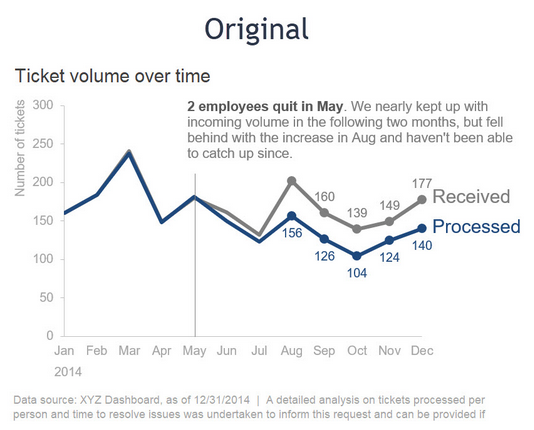 Original
Ticket volume over time
Number of tickets
2 employees quit in May. We nearly kept up with
incoming volume in the following two months, but fell
behind with the increase in Aug and haven't been able
to catch up since.
300
250
200
150
100
50
0
177
160
139
149
Received
Processed
156
126
104
124
140
Jan Feb Mar Apr May Jun Jul Aug Sep Oct Nov Dec
2014
Data source: XYZ Dashboard, as of 12/31/2014 | A detailed analysis on tickets processed per
person and time to resolve issues was undertaken to inform this request and can be provided if